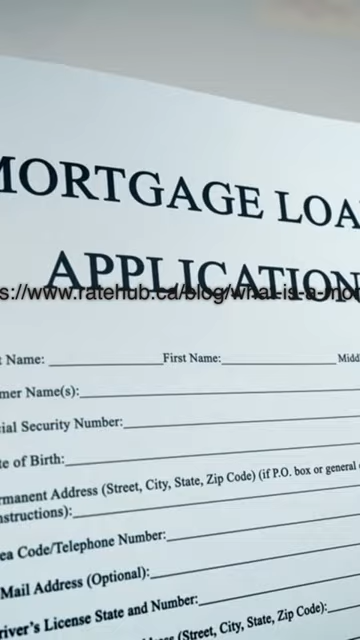 MORTGAGE LOA
APPLICATION
s://www.ratehub.ca/blog/what-is-a-mor
t Name: First Name: Midd
mer Name(s):
ial Security Number:
te of Birth:
rmanent Address (Street, City, State, Zip Code) (if P.O. box or general
nstructions):
ea Code/Telephone Number:
Mail Address (Optional):
river's License State and Number:
(Street, City, State, Zip Code):